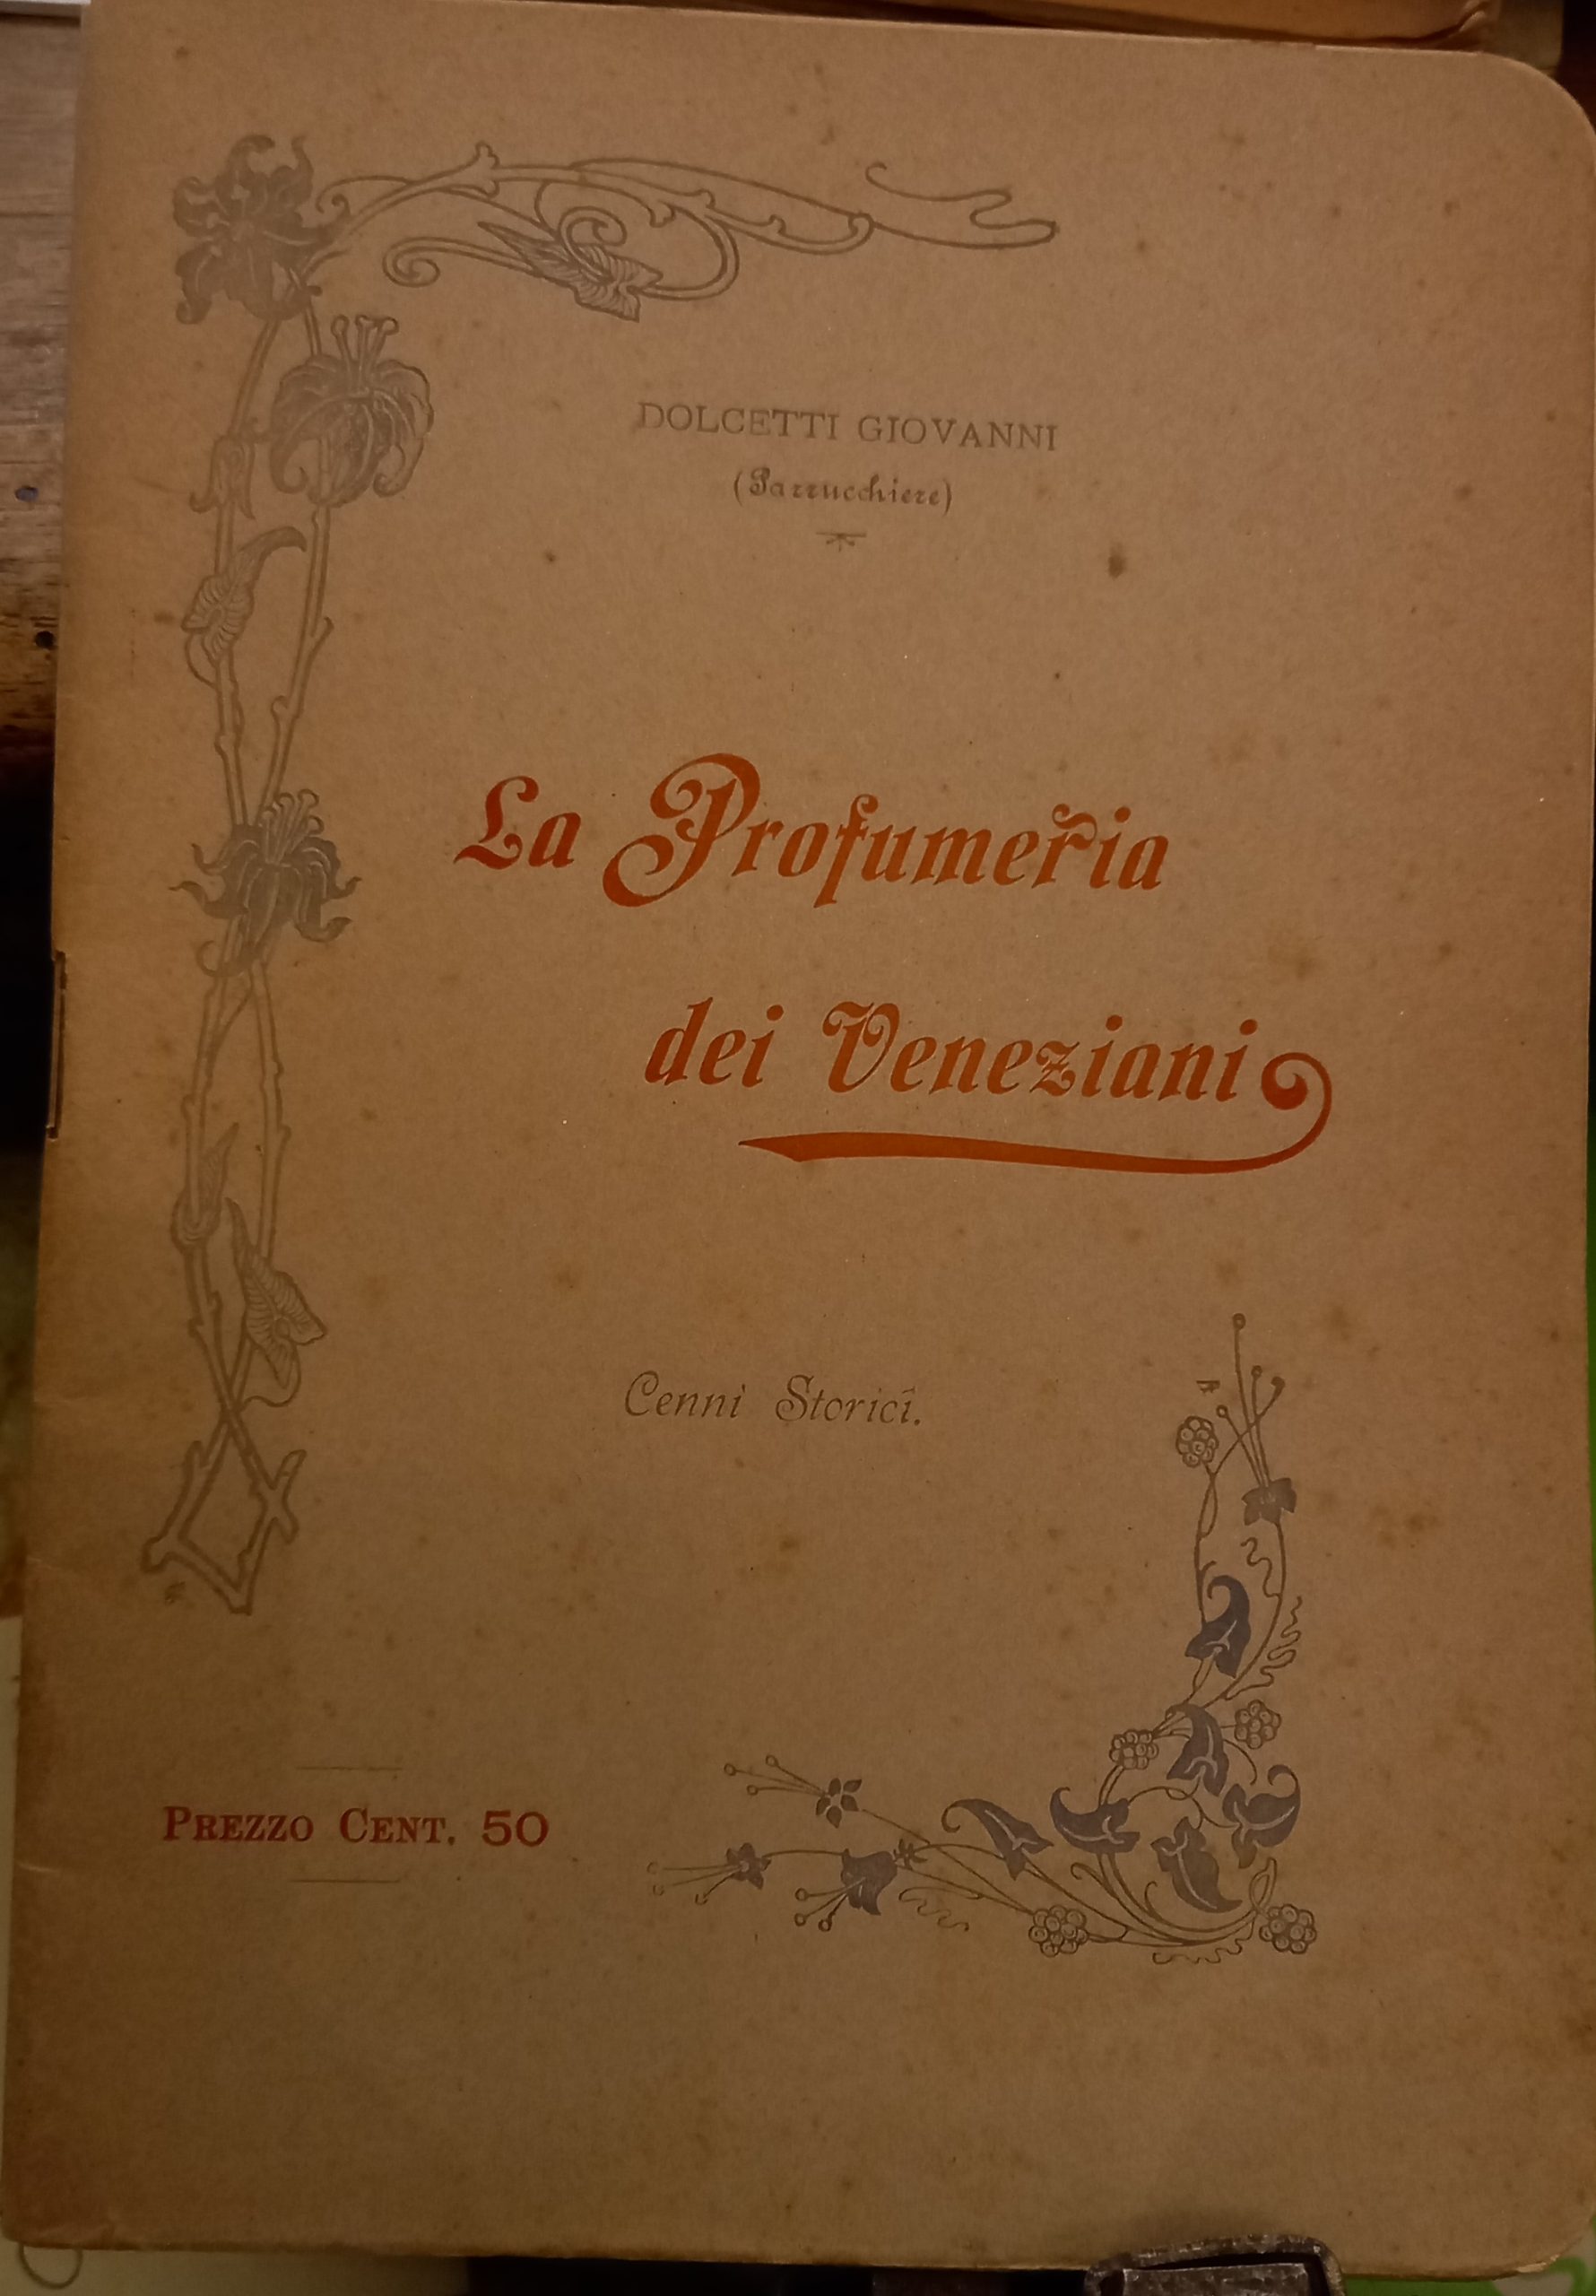 DOLCETTI GIOVANNI
(Parrucchiere)
La Profumeria
dei Veneziani
Cenni Storici.
PREZZO CENT. 50